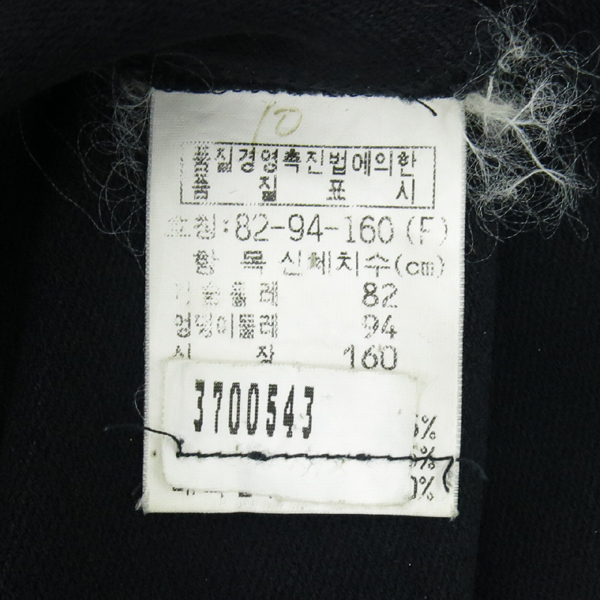 10
품질경영촉진법에의한
품 질 표 시
호칭:82-94-160(F)
항 목 신체치수(cm)
가슴둘레 82
엉덩이둘레 94
신 장 160
3700543
5%
%
0%